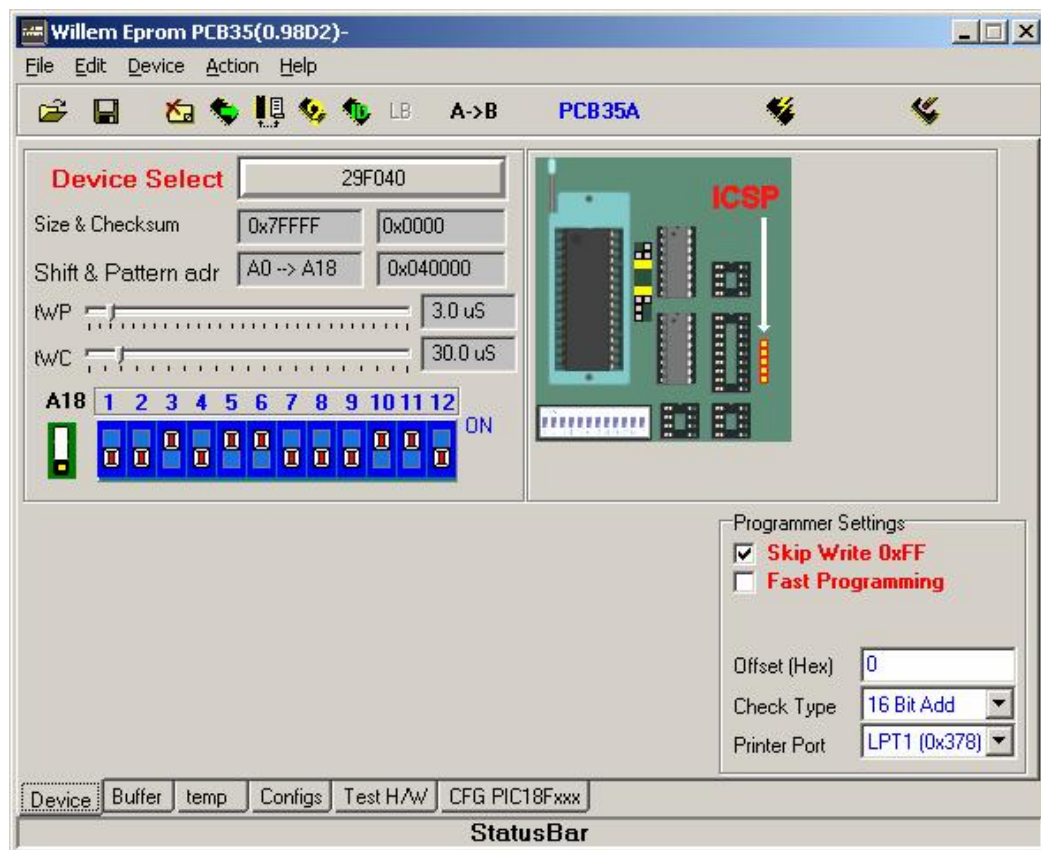 Willem Eprom PCB35(0.98D2)-
File Edit Device Action Help
LB A->B PCB35A
Device Select 29F040
Size & Checksum 0x7FFFF 0x0000
Shift & Pattern adr A0 --> A18 0x040000
tWP 3.0 uS
tWC 30.0 uS
A18 1 2 3 4 5 6 7 8 9 10 11 12
ON
ICSP
Programmer Settings
Skip Write 0xFF
Fast Programming
Offset (Hex) 0
Check Type 16 Bit Add
Printer Port LPT1 (0x378)
Device Buffer temp Configs Test H/W CFG PIC18Fxxx
StatusBar